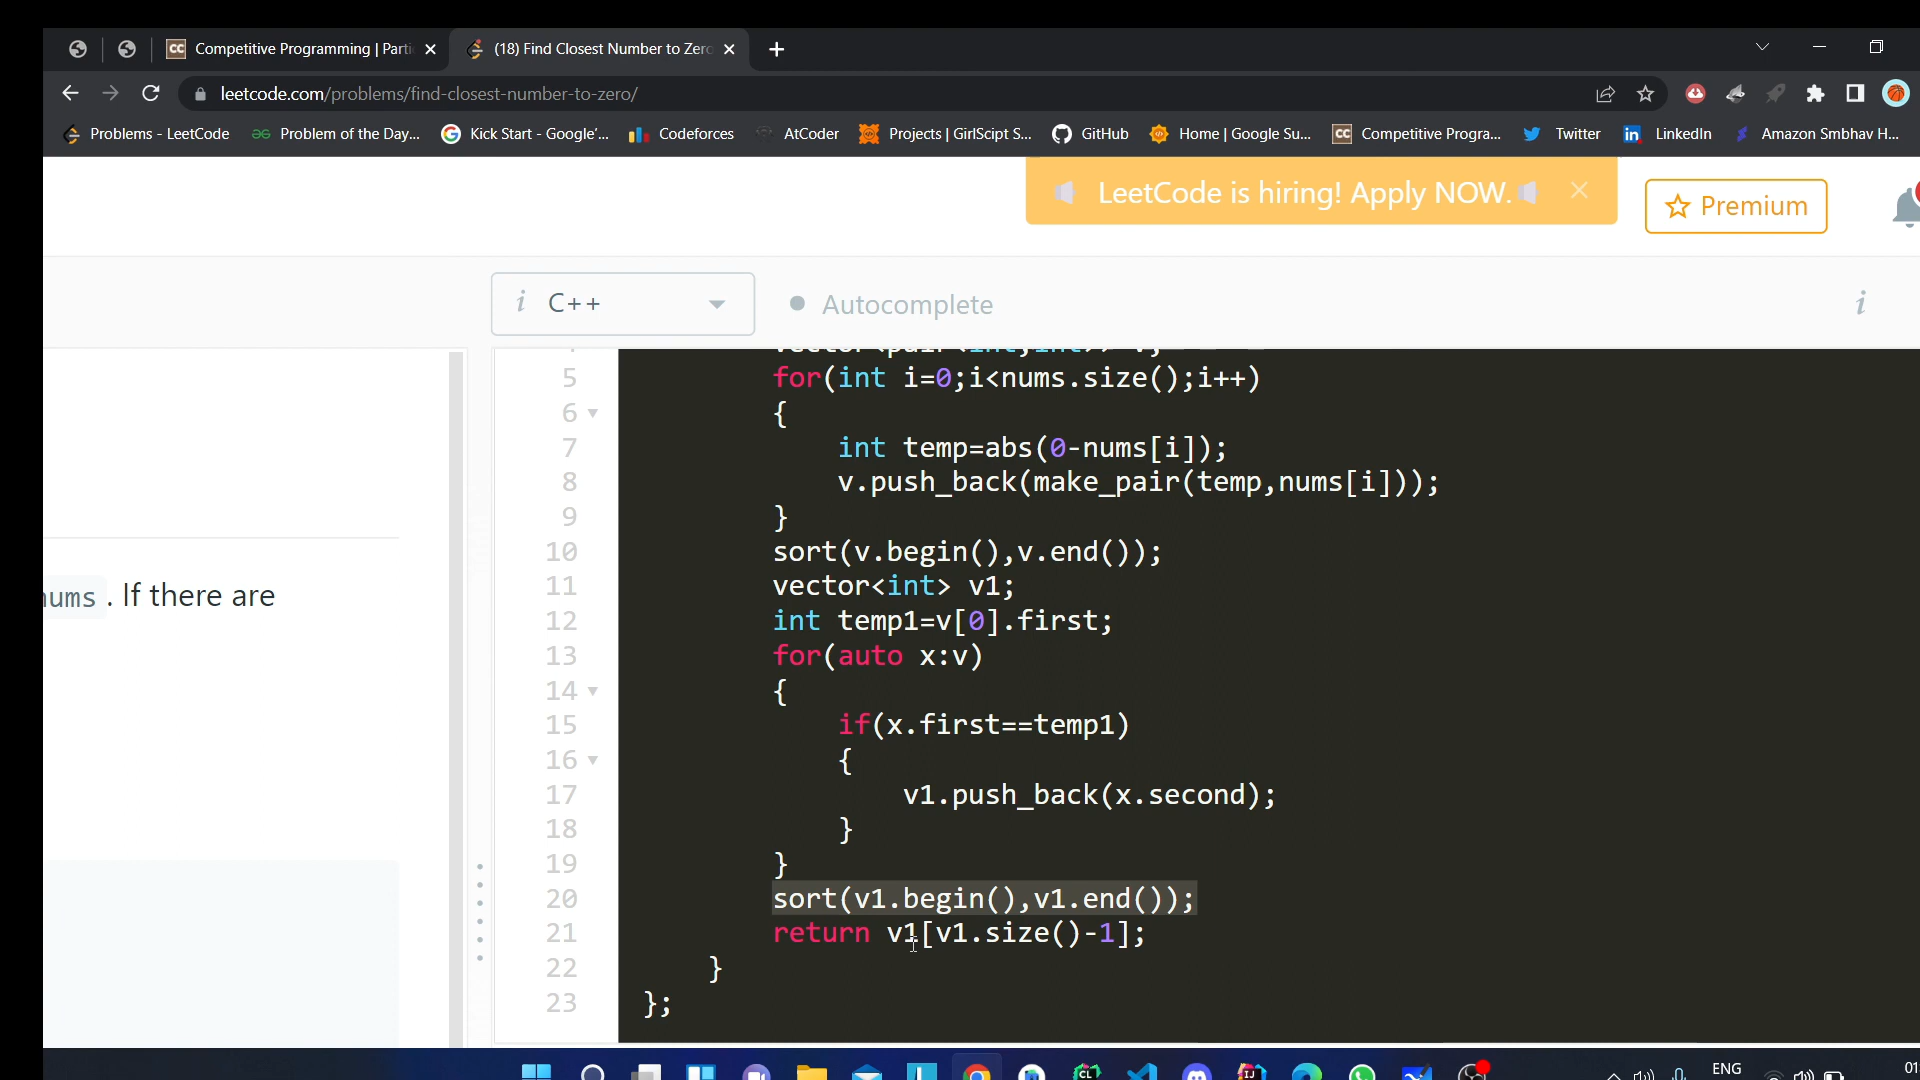 Competitive Programming | Parti
(18) Find Closest Number to Zero
leetcode.com/problems/find-closest-number-to-zero/
Problems - LeetCode
Problem of the Day...
Kick Start - Google'...
Codeforces
AtCoder
Projects | GirlScipt S...
GitHub
Home | Google Su...
Competitive Progra...
Twitter
LinkedIn
Amazon Smbhav H...
LeetCode is hiring! Apply NOW.
Premium
i C++
Autocomplete
i
nums . If there are
5 for(int i=0;i<nums.size();i++)
6 {
7 int temp=abs(0-nums[i]);
8 v.push_back(make_pair(temp,nums[i]));
9 }
10 sort(v.begin(),v.end());
11 vector<int> v1;
12 int temp1=v[0].first;
13 for(auto x:v)
14 {
15 if(x.first==temp1)
16 {
17 v1.push_back(x.second);
18 }
19 }
20 sort(v1.begin(),v1.end());
21 return v1[v1.size()-1];
22 }
23 };
ENG
01